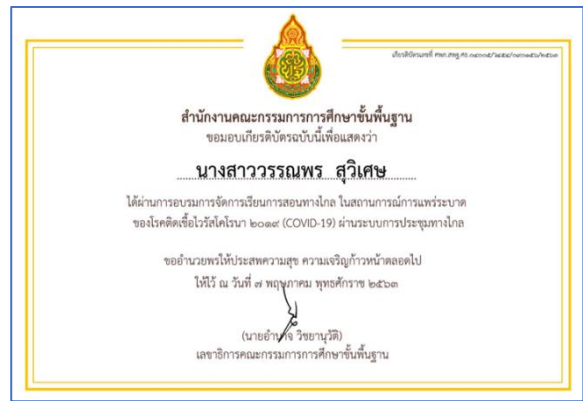 สำนักงานคณะกรรมการการศึกษาขั้นพื้นฐาน
ขอมอบเกียรติบัตรฉบับนี้เพื่อแสดงว่า
นางสาววรรณพร สุวิเศษ
ได้ผ่านการอบรมการจัดการเรียนการสอนทางไกล ในสถานการณ์การแพร่ระบาด
ของโรคติดเชื้อไวรัสโคโรนา ๒๐๑๙ (COVID-19) ผ่านระบบการประชุมทางไกล
ขออำนวยพรให้ประสพความสุข ความเจริญก้าวหน้าตลอดไป
ให้ไว้ ณ วันที่ ๗ พฤษภาคม พุทธศักราช ๒๕๖๓
(นายอำนาจ วิชยานุวัติ)
เลขาธิการคณะกรรมการการศึกษาขั้นพื้นฐาน